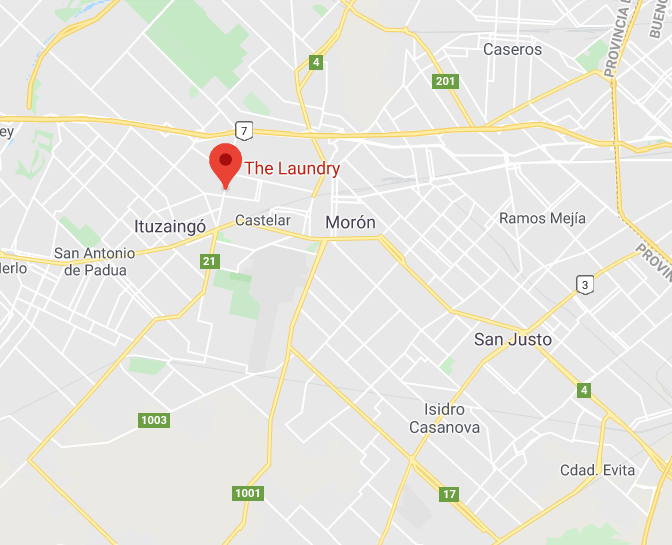 PROVINCIA
BUENO
Caseros
4
201
7
ey
The Laundry
Castelar
Morón
Ramos Mejía
Ituzaingó
San Antonio
de Padua
erlo
21
PROVIN
3
San Justo
4
Isidro
Casanova
1003
Cdad. Evita
1001
17